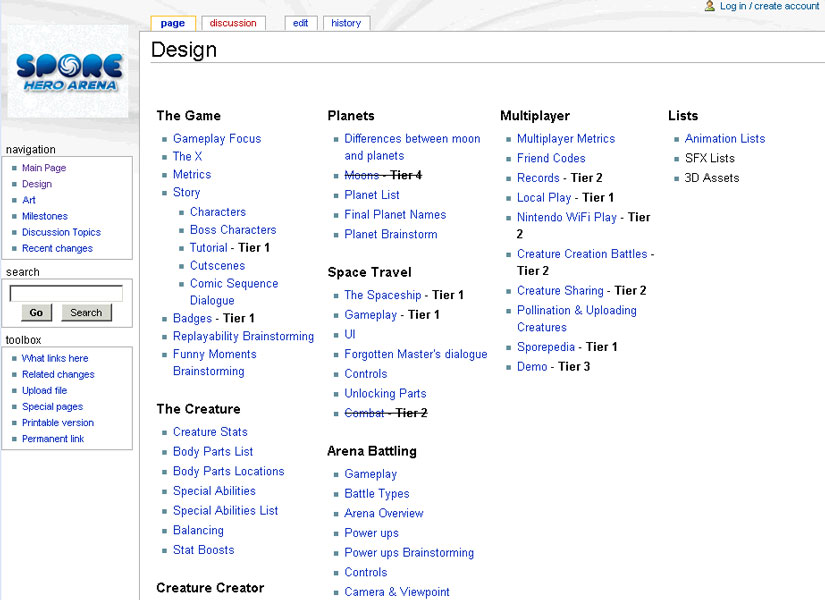 Log in / create account
page
discussion
edit
history
SPORE
HERO ARENA
Design
navigation
Main Page
Design
Art
Milestones
Discussion Topics
Recent changes
search
Go
Search
toolbox
What links here
Related changes
Upload file
Special pages
Printable version
Permanent link
The Game
Gameplay Focus
The X
Metrics
Story
Characters
Boss Characters
Tutorial - Tier 1
Cutscenes
Comic Sequence
Dialogue
Badges - Tier 1
Replayability Brainstorming
Funny Moments
Brainstorming
The Creature
Creature Stats
Body Parts List
Body Parts Locations
Special Abilities
Special Abilities List
Balancing
Stat Boosts
Creature Creator
Planets
Differences between moon
and planets
Moons - Tier 4
Planet List
Final Planet Names
Planet Brainstorm
Space Travel
The Spaceship - Tier 1
Gameplay - Tier 1
UI
Forgotten Master's dialogue
Controls
Unlocking Parts
Combat - Tier 2
Arena Battling
Gameplay
Battle Types
Arena Overview
Power ups
Power ups Brainstorming
Controls
Camera & Viewpoint
Multiplayer
Multiplayer Metrics
Friend Codes
Records - Tier 2
Local Play - Tier 1
Nintendo WiFi Play - Tier
2
Creature Creation Battles -
Tier 2
Creature Sharing - Tier 2
Pollination & Uploading
Creatures
Sporepedia - Tier 1
Demo - Tier 3
Lists
Animation Lists
SFX Lists
3D Assets